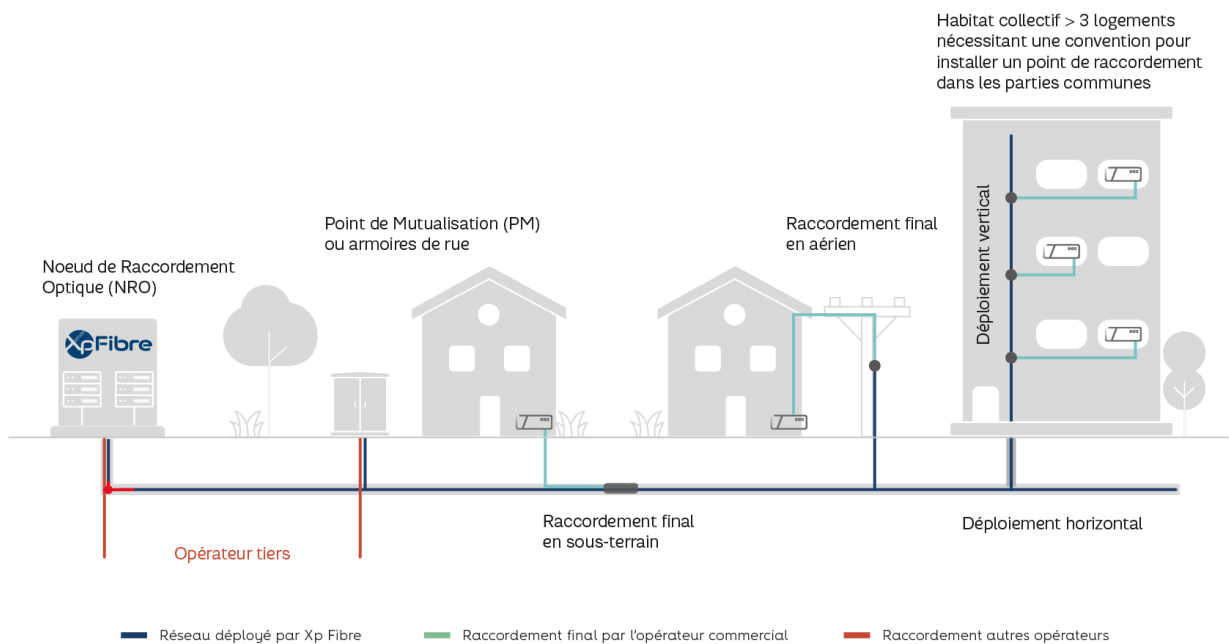 Habitat collectif > 3 logements
nécessitant une convention pour
installer un point de raccordement
dans les parties communes
Point de Mutualisation (PM)
ou armoires de rue
Raccordement final
en aérien
Noeud de Raccordement
Optique (NRO)
XpFibre
Déploiement vertical
Raccordement final
en sous-terrain
Déploiement horizontal
Opérateur tiers
Réseau déployé par Xp Fibre
Raccordement final par l'opérateur commercial
Raccordement autres opérateurs